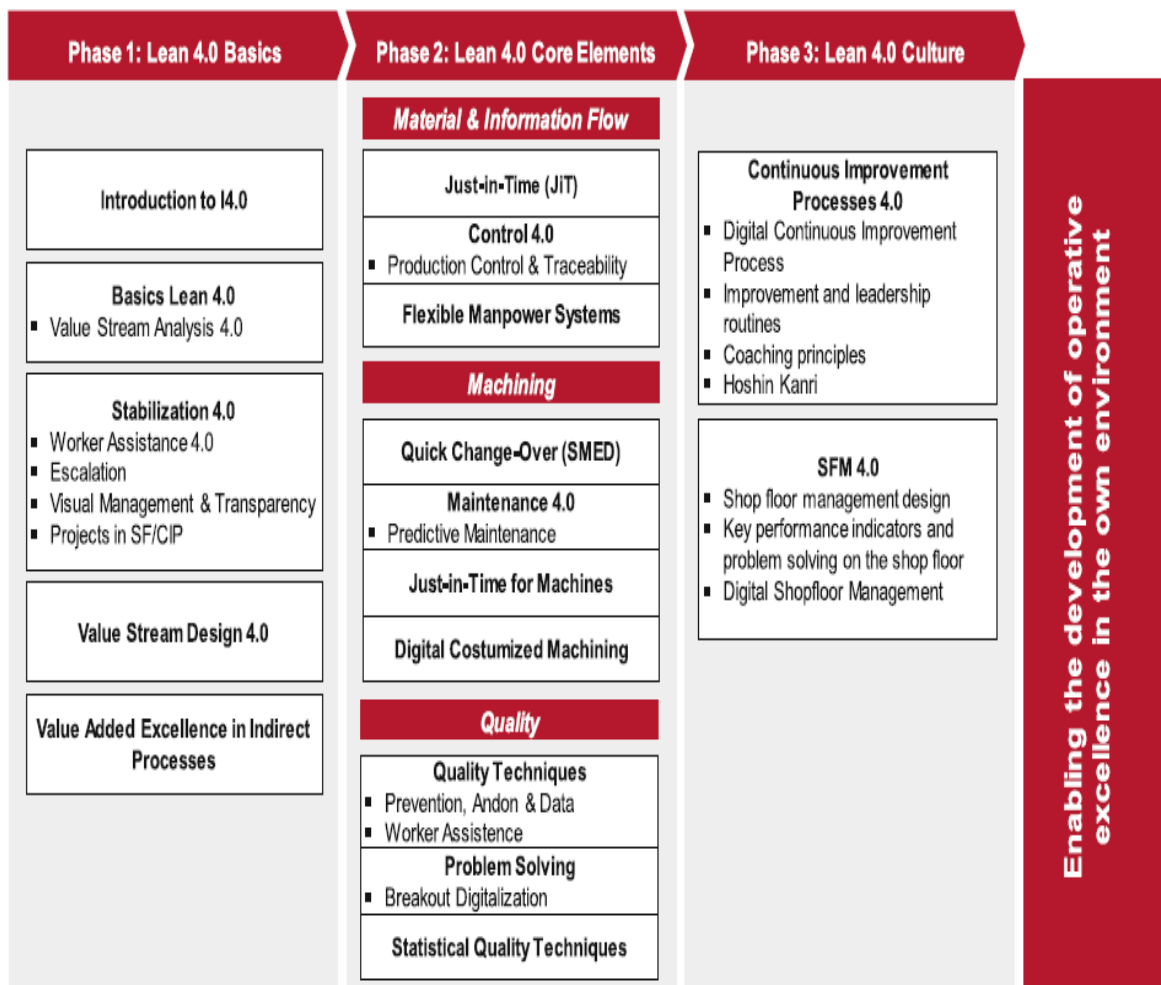 Phase 1: Lean 4.0 Basics
Introduction to I4.0
Basics Lean 4.0
▪ Value Stream Analysis 4.0
Stabilization 4.0
▪ Worker Assistance 4.0
▪ Escalation
▪ Visual Management & Transparency
▪ Projects in SF/CIP
Value Stream Design 4.0
Value Added Excellence in Indirect
Processes
Phase 2: Lean 4.0 Core Elements
Material & Information Flow
Just-in-Time (JiT)
Control 4.0
▪ Production Control & Traceability
Flexible Manpower Systems
Machining
Quick Change-Over (SMED)
Maintenance 4.0
▪ Predictive Maintenance
Just-in-Time for Machines
Digital Costumized Machining
Quality
Quality Techniques
▪ Prevention, Andon & Data
▪ Worker Assistence
Problem Solving
▪ Breakout Digitalization
Statistical Quality Techniques
Phase 3: Lean 4.0 Culture
Continuous Improvement
Processes 4.0
▪ Digital Continuous Improvement
Process
▪ Improvement and leadership
routines
▪ Coaching principles
▪ Hoshin Kanri
SFM 4.0
▪ Shop floor management design
▪ Key performance indicators and
problem solving on the shop floor
▪ Digital Shopfloor Management
Enabling the development of operative
excellence in the own environment